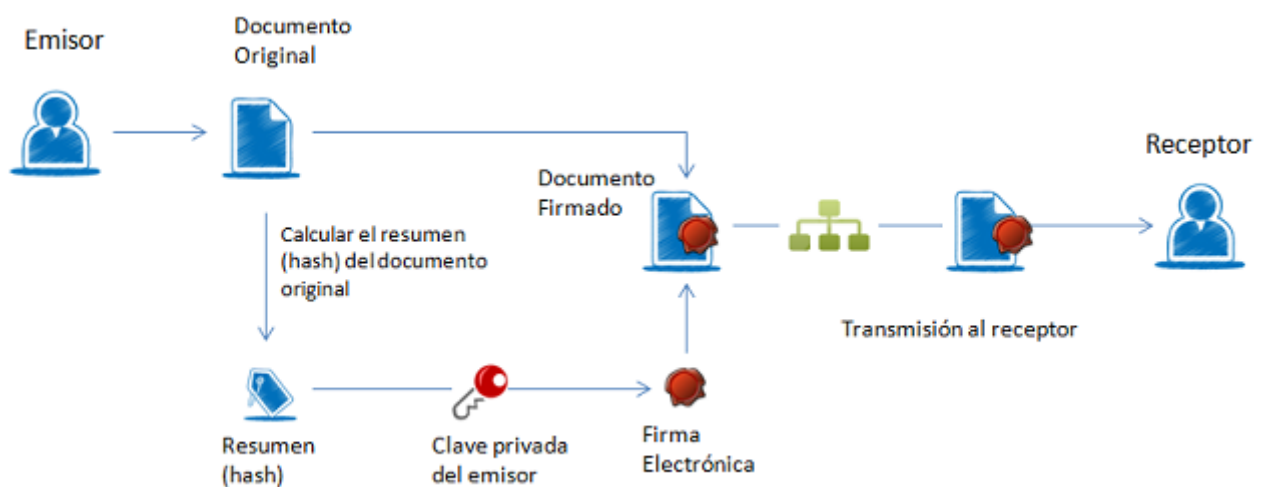 Emisor
Documento
Original
Receptor
Documento
Firmado
Calcular el resumen
(hash) del documento
original
Transmisión al receptor
Resumen
(hash)
Clave privada
del emisor
Firma
Electrónica